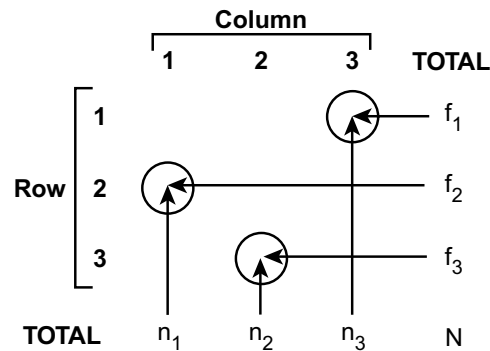 Column
1 2 3 TOTAL
1 f₁
Row 2 f₂
3 f₃
TOTAL n₁ n₂ n₃ N